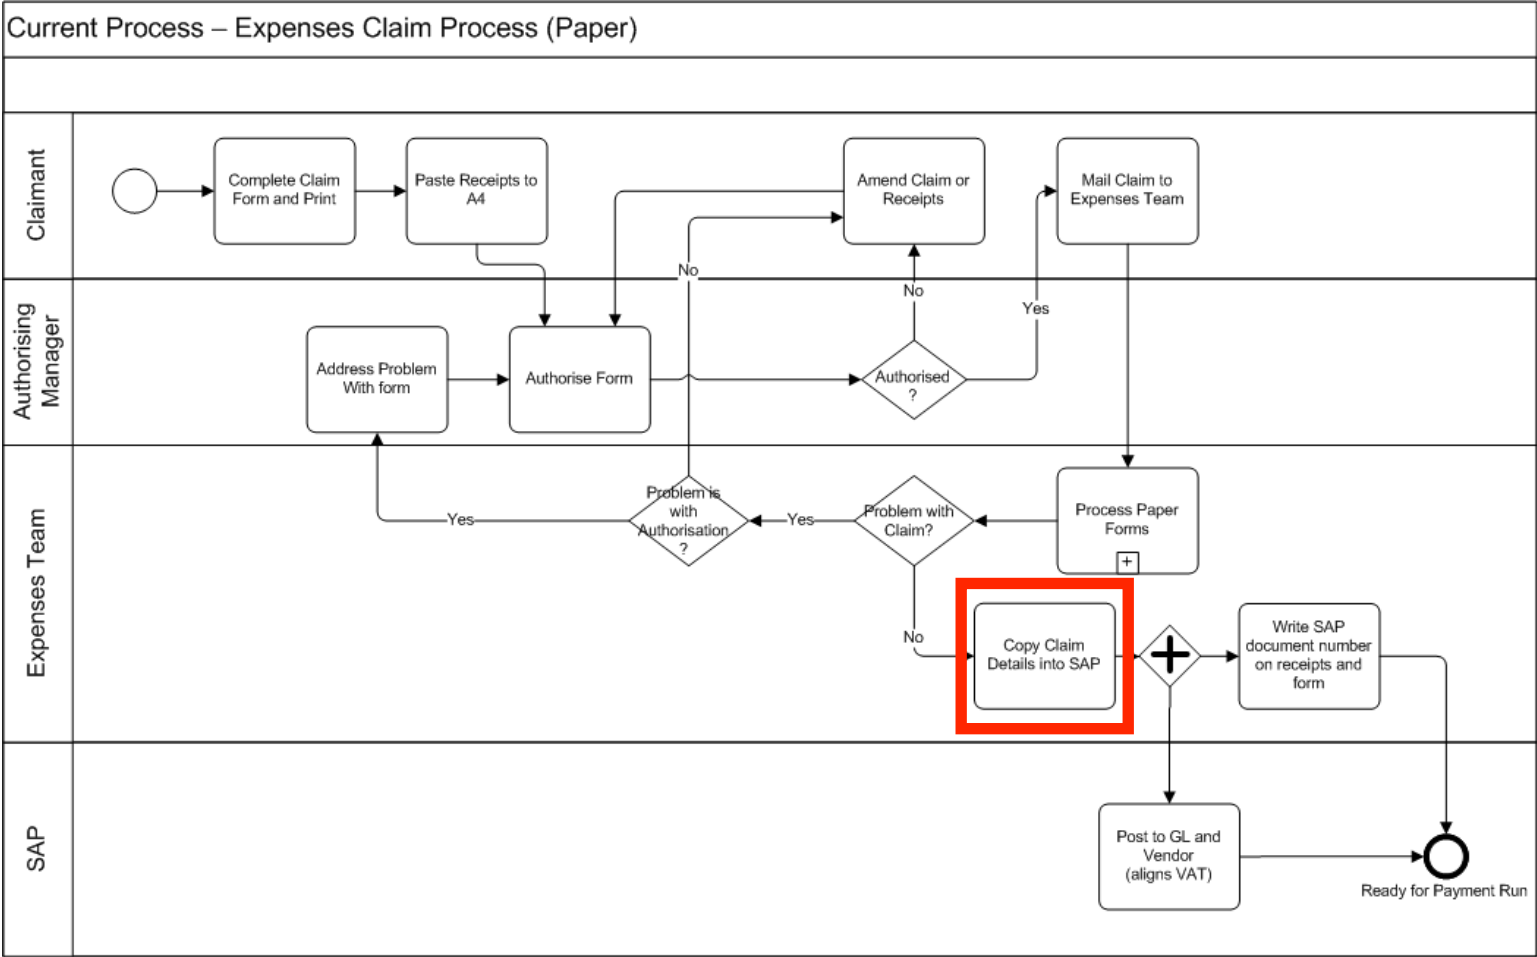 Current Process – Expenses Claim Process (Paper)
Claimant
Complete Claim
Form and Print
Paste Receipts to
A4
Amend Claim or
Receipts
Mail Claim to
Expenses Team
No
No
Yes
Authorising
Manager
Address Problem
With form
Authorise Form
Authorised
?
Expenses Team
Yes
Problem is
with
Authorisation
?
Yes
Problem with
Claim?
Process Paper
Forms
+
No
Copy Claim
Details into SAP
Write SAP
document number
on receipts and
form
SAP
Post to GL and
Vendor
(aligns VAT)
Ready for Payment Run